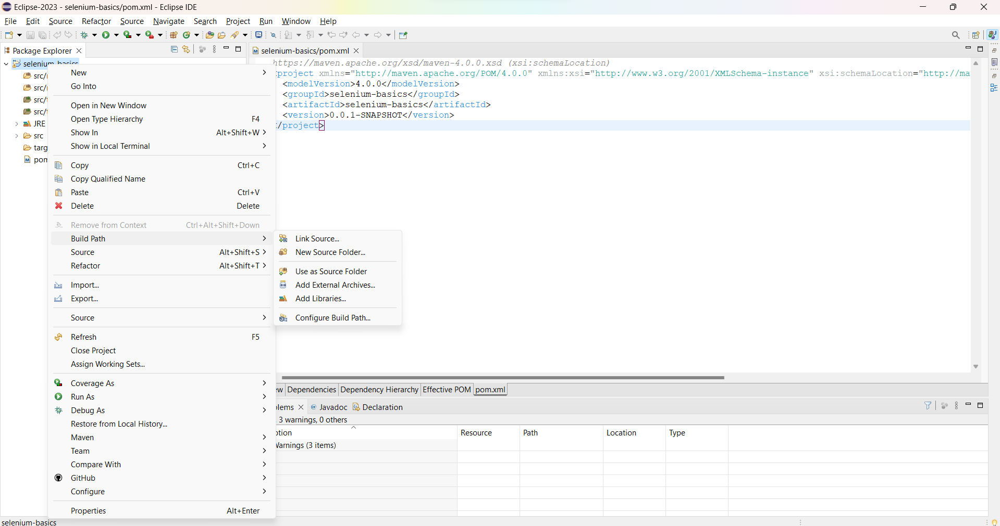 Eclipse-2023 - selenium-basics/pom.xml - Eclipse IDE
File Edit Source Refactor Source Navigate Search Project Run Window Help
Package Explorer
selenium-basics/pom.xml
selenium-basics
src/
src/
src/
src/
JRE
src
targ
pom
https://maven.apache.org/xsd/maven-4.0.0.xsd (xsi:schemaLocation)
project xmlns="http://maven.apache.org/POM/4.0.0" xmlns:xsi="http://www.w3.org/2001/XMLSchema-instance" xsi:schemaLocation="http://ma
<modelVersion>4.0.0</modelVersion>
<groupId>selenium-basics</groupId>
<artifactId>selenium-basics</artifactId>
<version>0.0.1-SNAPSHOT</version>
/project>
New
Go Into
Open in New Window
Open Type Hierarchy F4
Show In Alt+Shift+W
Show in Local Terminal
Copy Ctrl+C
Copy Qualified Name
Paste Ctrl+V
Delete Delete
Remove from Context Ctrl+Alt+Shift+Down
Build Path
Source Alt+Shift+S
Refactor Alt+Shift+T
Import...
Export...
Source
Refresh F5
Close Project
Assign Working Sets...
Coverage As
Run As
Debug As
Restore from Local History...
Maven
Team
Compare With
GitHub
Configure
Properties Alt+Enter
Link Source...
New Source Folder...
Use as Source Folder
Add External Archives...
Add Libraries...
Configure Build Path...
ew Dependencies Dependency Hierarchy Effective POM pom.xml
lems @ Javadoc Declaration
3 warnings, 0 others
ption Resource Path Location Type
Warnings (3 items)
selenium-basics